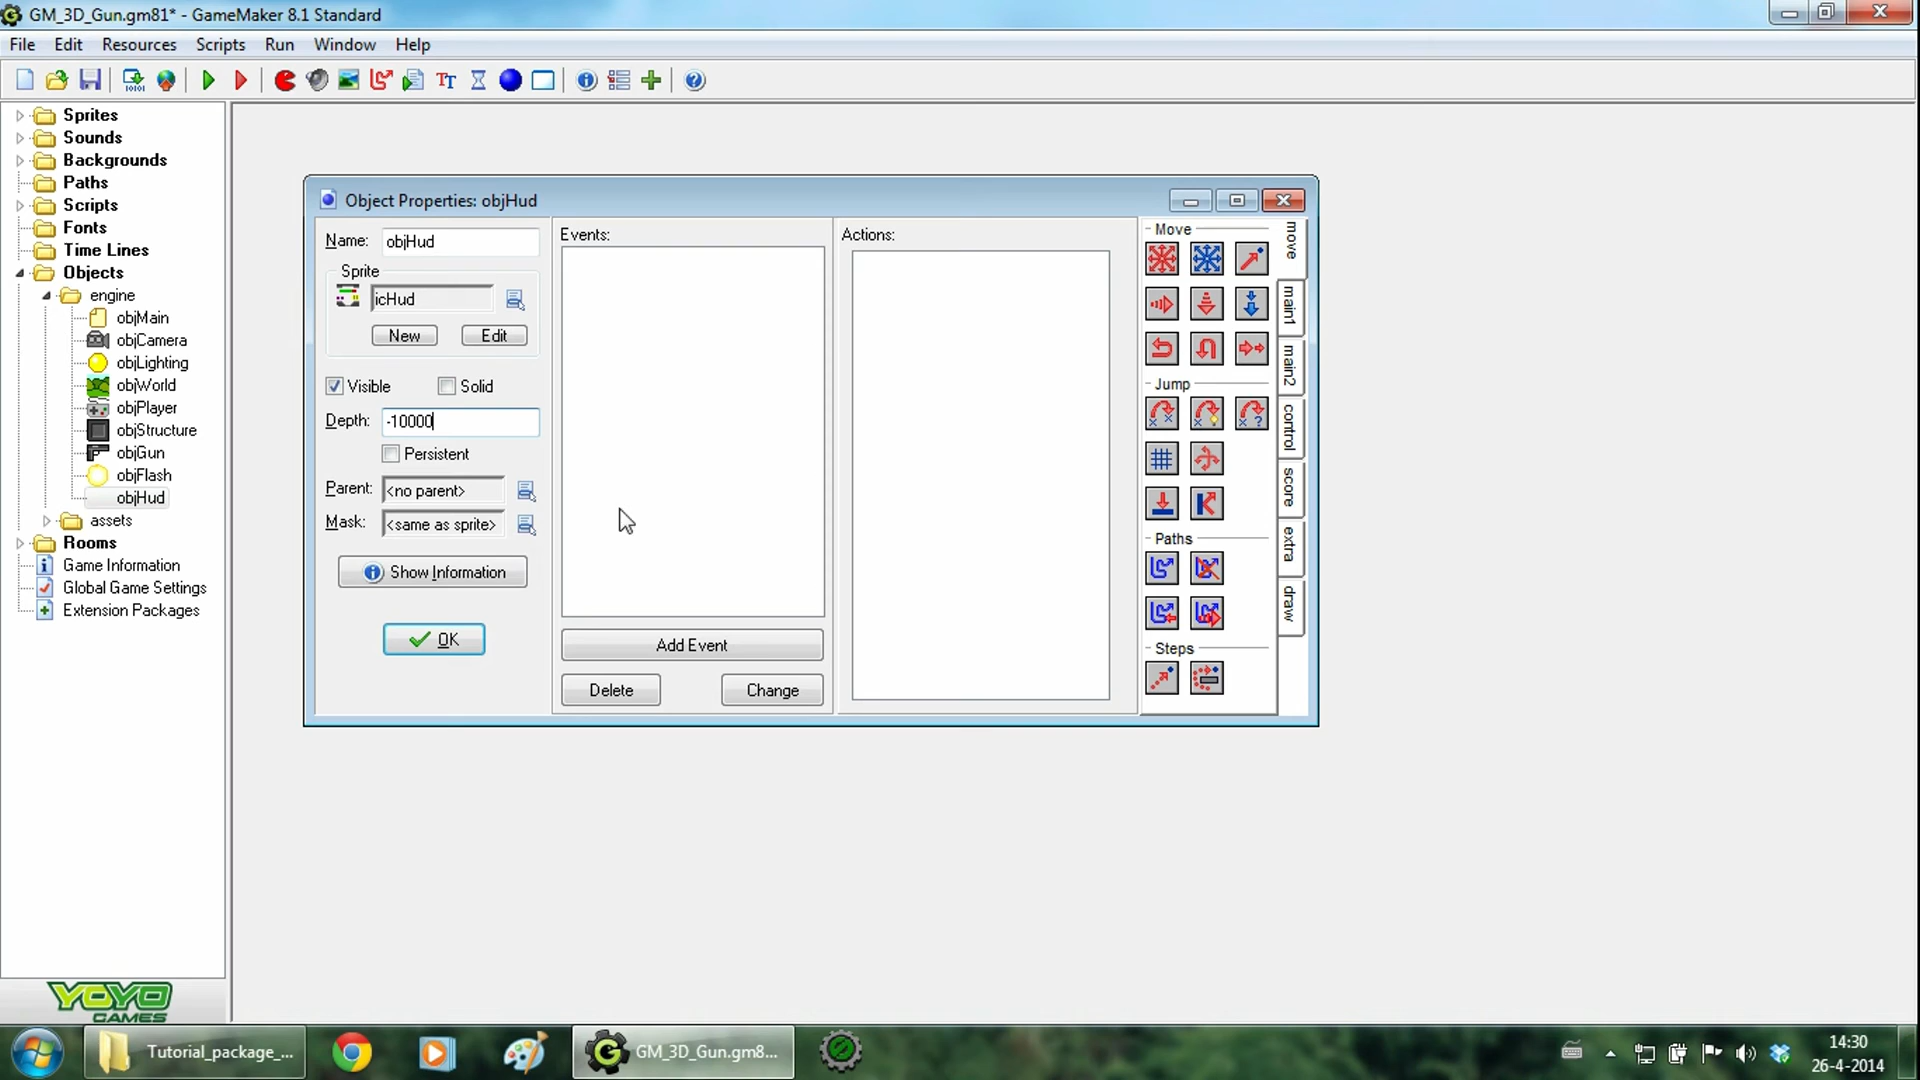 GM_3D_Gun.gm81* - GameMaker 8.1 Standard
File Edit Resources Scripts Run Window Help
Sprites
Sounds
Backgrounds
Paths
Scripts
Fonts
Time Lines
Objects
engine
objMain
objCamera
objLighting
objWorld
objPlayer
objStructure
objGun
objFlash
objHud
assets
Rooms
Game Information
Global Game Settings
Extension Packages
YOYO
GAMES
Object Properties: objHud
Name: objHud
Sprite
icHud
New Edit
Visible Solid
Depth: -10000
Persistent
Parent: <no parent>
Mask: <same as sprite>
Show Information
OK
Events:
Add Event
Delete Change
Actions:
Move
Jump
Paths
Steps
move
main1
main2
control
score
extra
draw
Tutorial_package_...
GM_3D_Gun.gm8...
14:30
26-4-2014